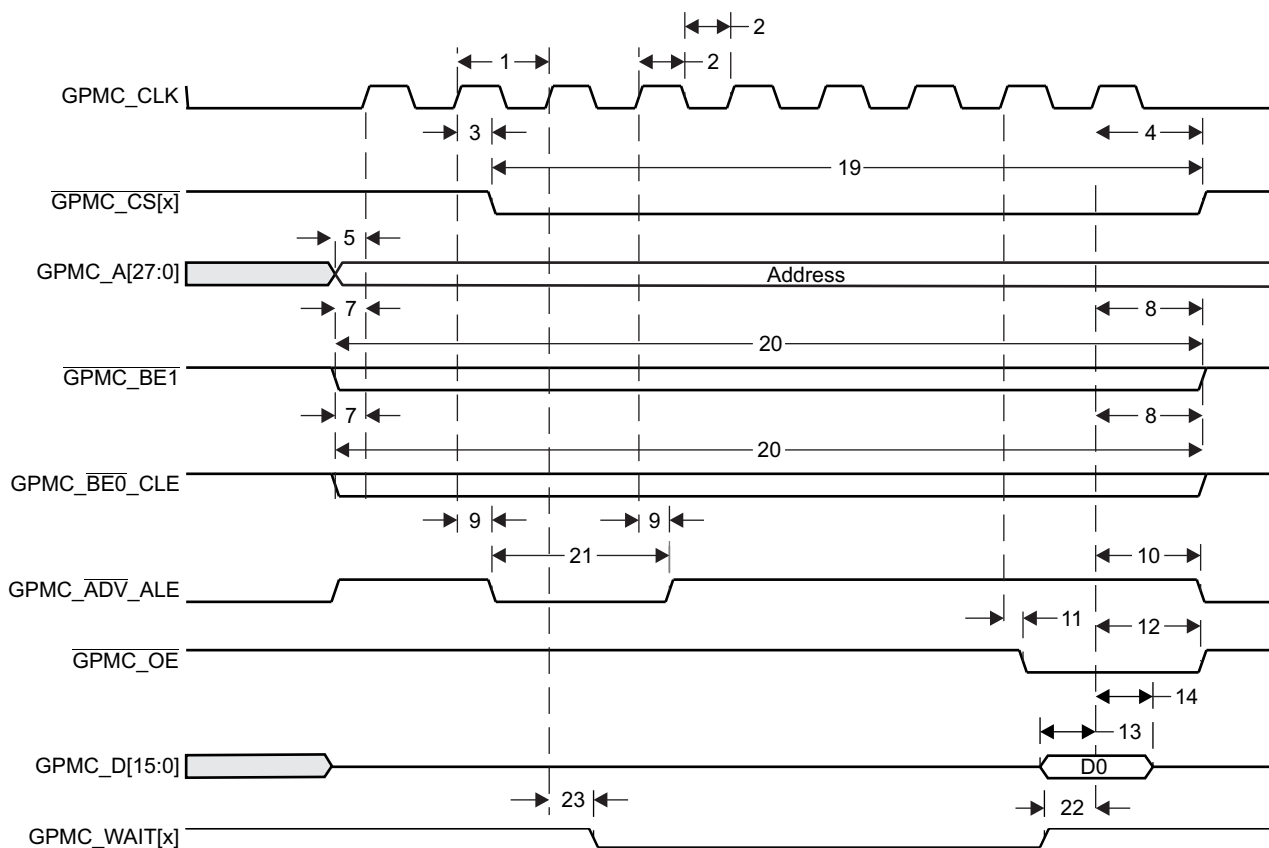 2
1
2
GPMC_CLK
3
4
19
GPMC_CS[x]
5
GPMC_A[27:0]
Address
7
8
20
GPMC_BE1
7
8
20
GPMC_BE0_CLE
9
9
21
10
GPMC_ADV_ALE
11
12
GPMC_OE
14
13
GPMC_D[15:0]
D0
23
22
GPMC_WAIT[x]